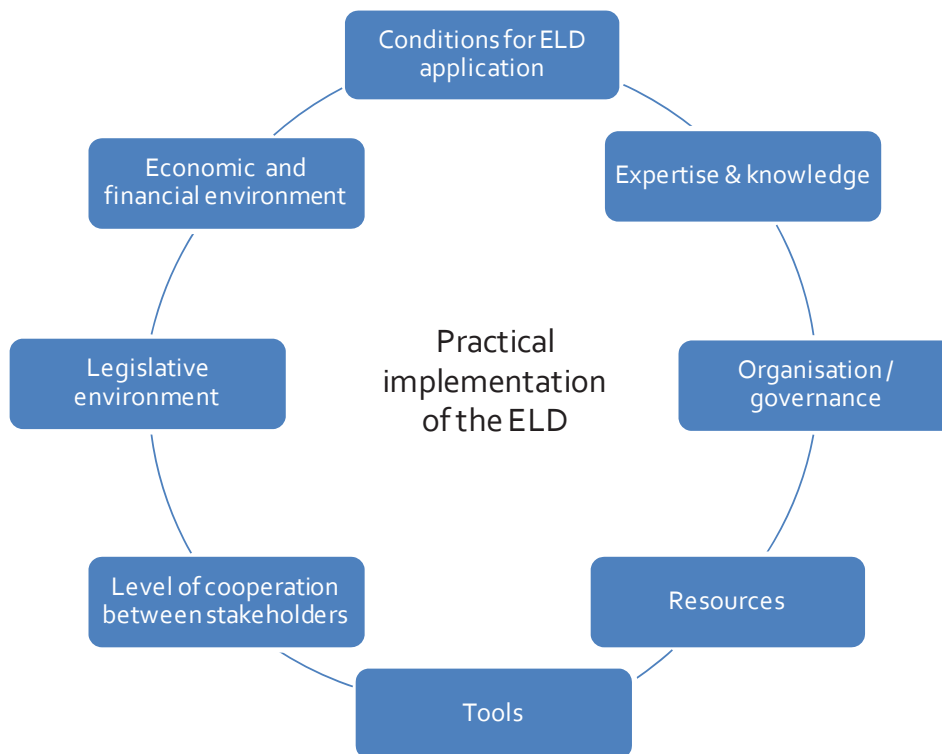 Conditions for ELD
application
Expertise & knowledge
Organisation /
governance
Resources
Tools
Level of cooperation
between stakeholders
Legislative
environment
Economic and
financial environment
Practical
implementation
of the ELD